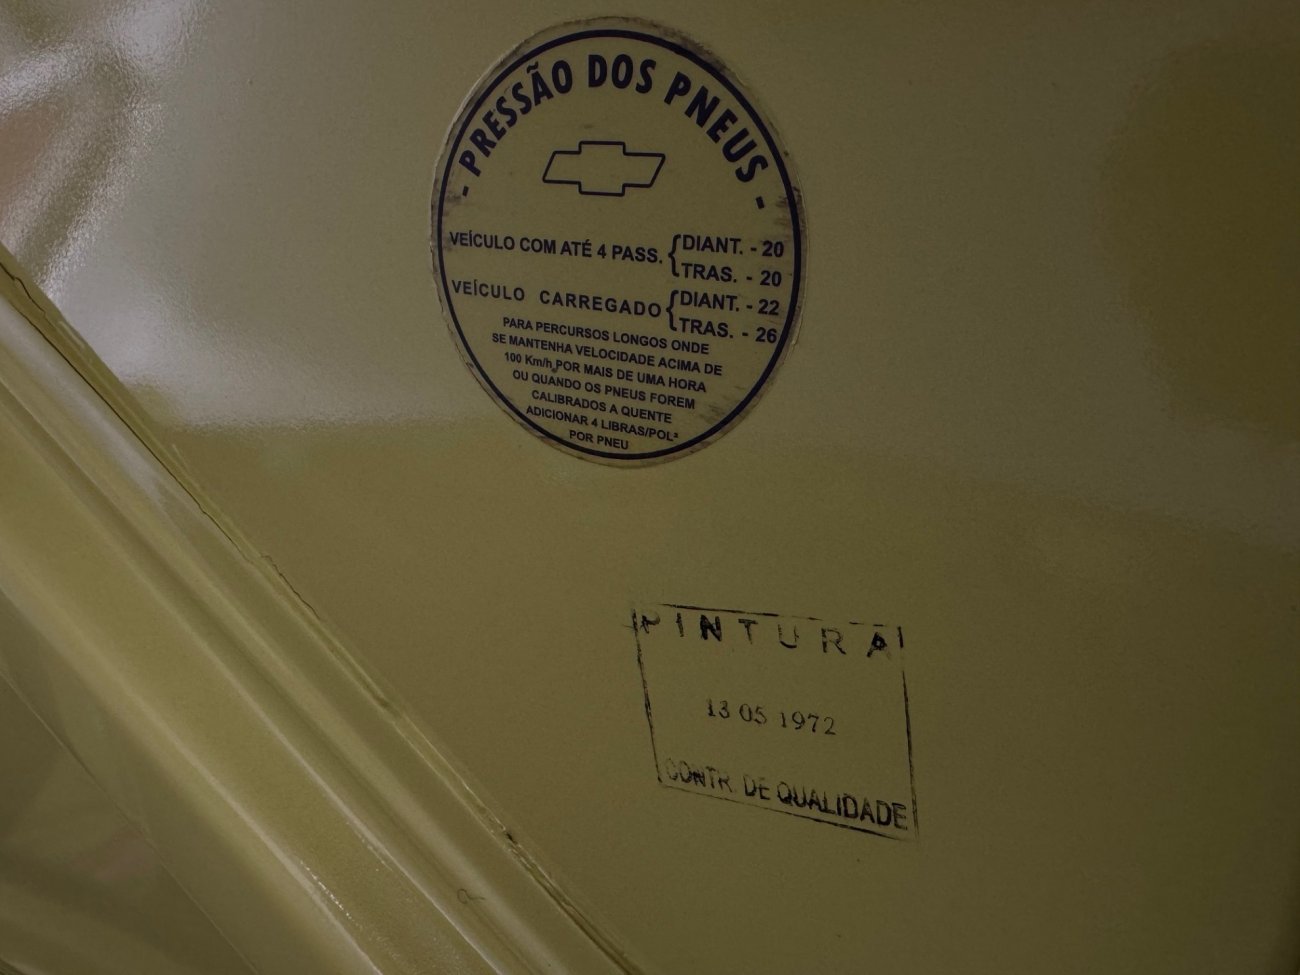 - PRESSÃO DOS PNEUS -
VEÍCULO COM ATÉ 4 PASS. { DIANT. - 20
TRAS. - 20
VEÍCULO CARREGADO { DIANT. - 22
TRAS. - 26
PARA PERCURSOS LONGOS ONDE
SE MANTENHA VELOCIDADE ACIMA DE
100 Km/h, POR MAIS DE UMA HORA
OU QUANDO OS PNEUS FOREM
CALIBRADOS A QUENTE
ADICIONAR 4 LIBRAS/POL²
POR PNEU
PINTURA
13 05 1972
CONTR. DE QUALIDADE